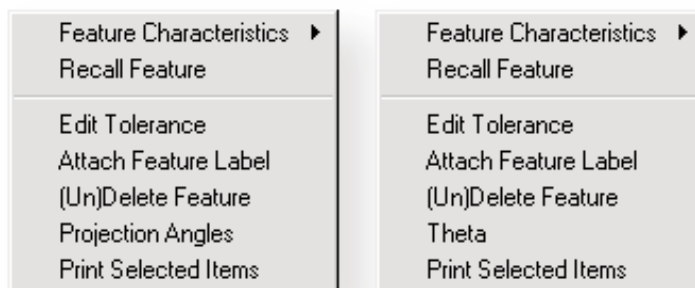 Feature Characteristics
Recall Feature
Edit Tolerance
Attach Feature Label
(Un)Delete Feature
Projection Angles
Print Selected Items
Feature Characteristics
Recall Feature
Edit Tolerance
Attach Feature Label
(Un)Delete Feature
Theta
Print Selected Items